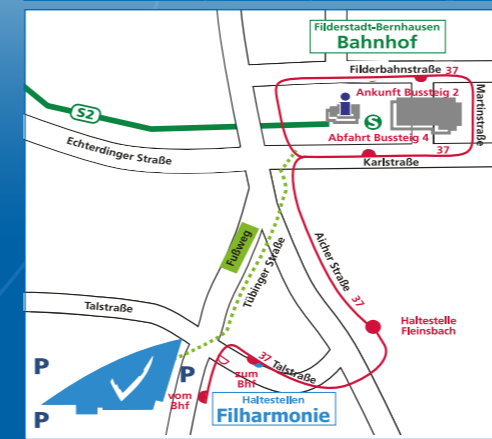 Filderstadt-Bernhausen
Bahnhof
Filderbahnstraße 37
Ankunft Bussteig 2
Martinstraße
S2
S
Abfahrt Bussteig 4
37
Echterdinger Straße
Karlstraße
Fußweg
Tübinger Straße
Aicher Straße
37
Talstraße
Haltestelle
Fleinsbach
P
P
37
Talstraße
zum
Bhf
vom
Bhf
Haltestellen
Filharmonie
P